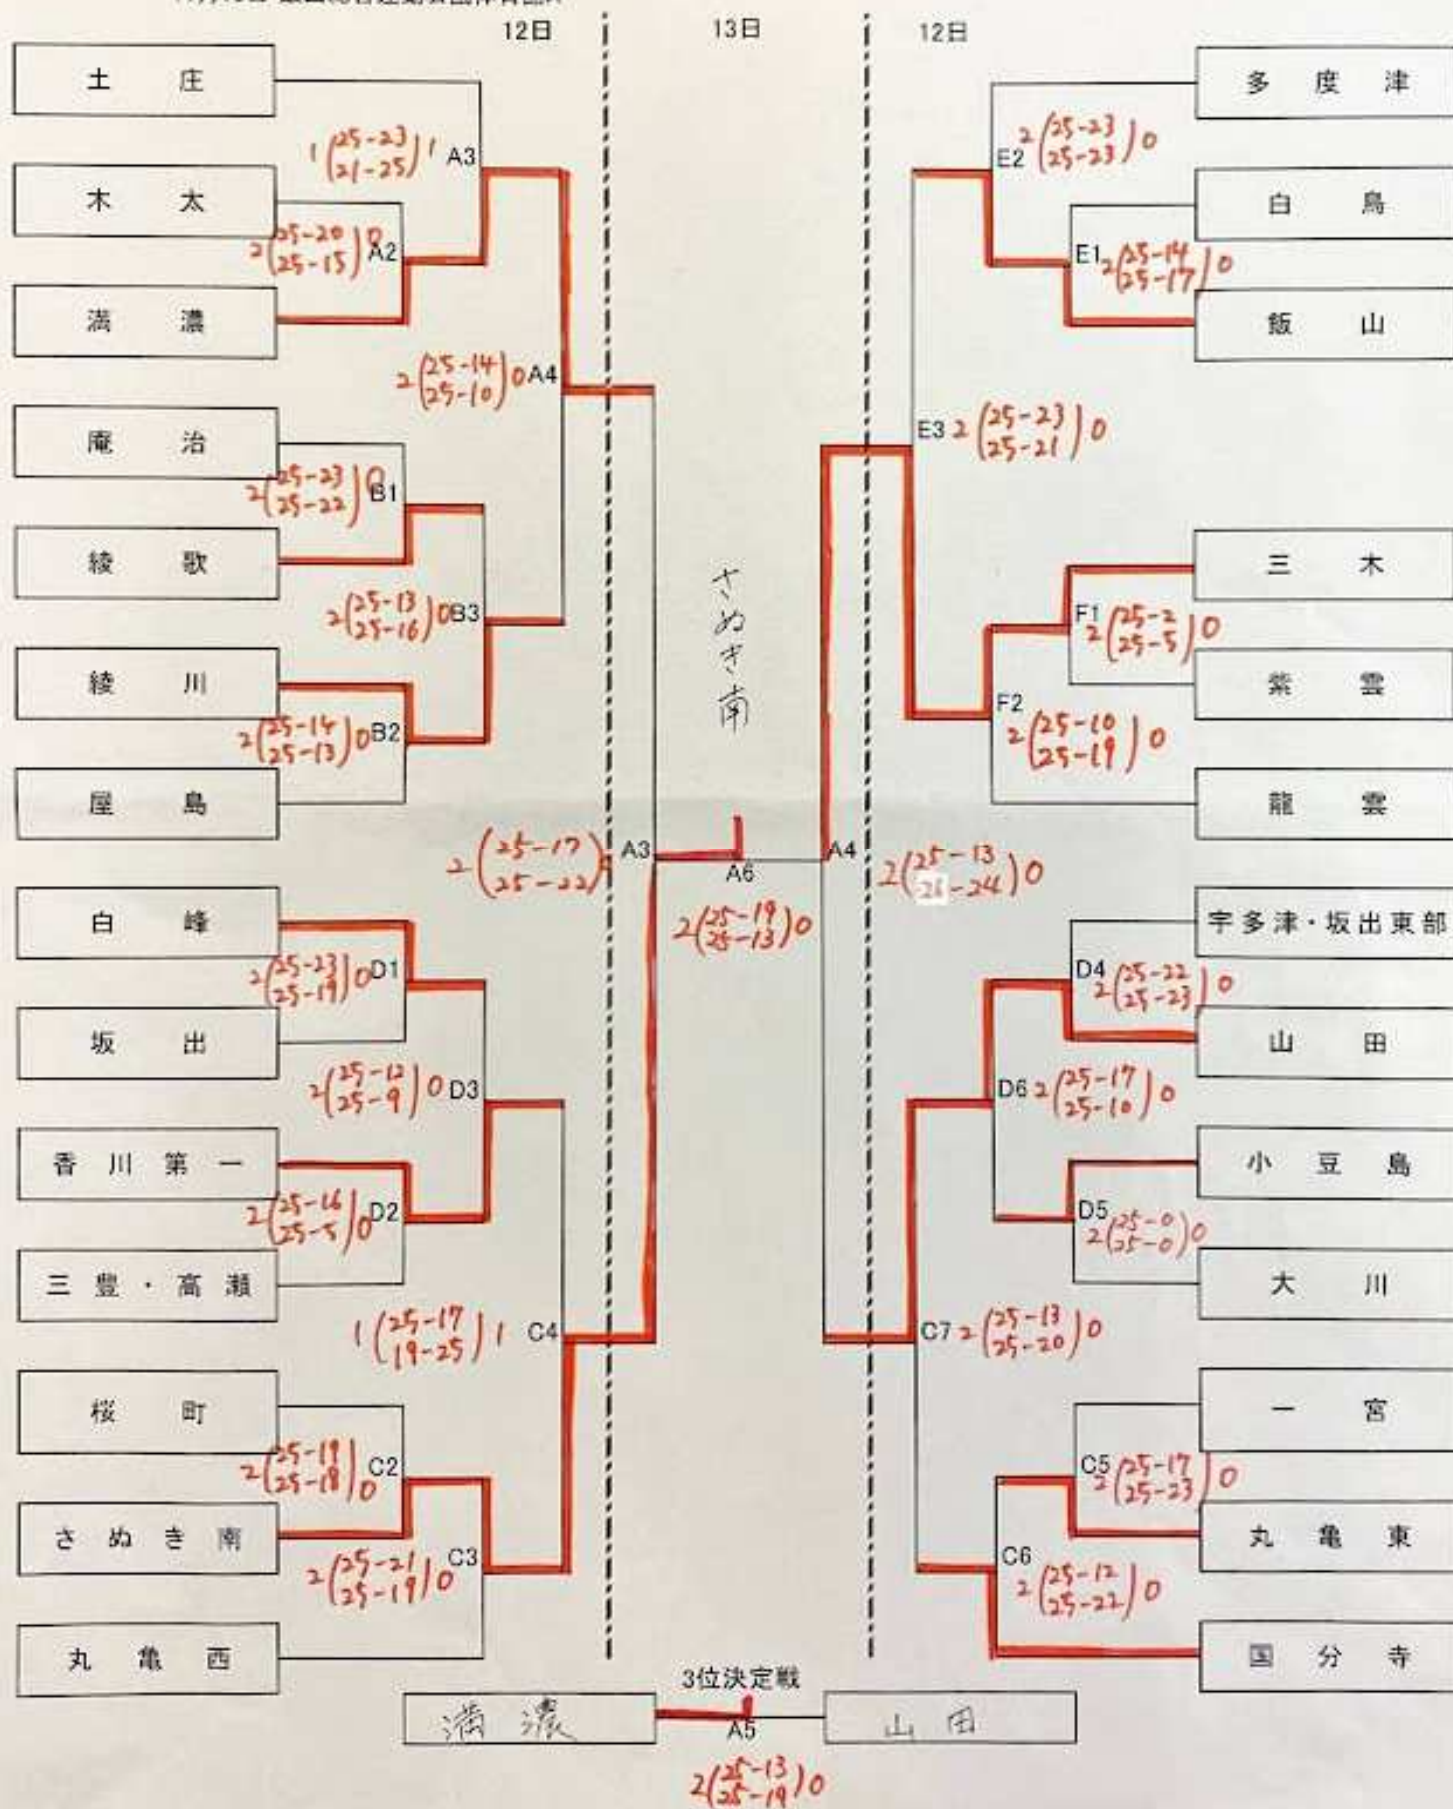 12日
13日
12日
土 庄
木 太
満 濃
庵 治
綾 歌
綾 川
屋 島
白 峰
坂 出
香 川 第 一
三 豊 ・ 高 瀬
桜 町
さ ぬ き 南
丸 亀 西
1(25-23
21-25)1
A3
2(25-20
25-15)0
A2
2(25-14
25-10)0
A4
2(25-23
25-22)0
B1
2(25-13
25-16)0
B3
2(25-14
25-13)0
B2
2(25-17
25-22)
A3
2(25-23
25-19)0
D1
2(25-12
25-9)0
D3
2(25-16
25-5)0
D2
1(25-17
19-25)1
C4
2(25-19
25-18)0
C2
2(25-21
25-19)0
C3
さぬき南
A6
2(25-19
25-13)0
多 度 津
白 鳥
飯 山
三 木
紫 雲
龍 雲
宇多津・坂出東部
山 田
小 豆 島
大 川
一 宮
丸 亀 東
国 分 寺
E2
2(25-23
25-23)0
E1
2(25-14
25-17)0
E3
2(25-23
25-21)0
F1
2(25-2
25-5)0
F2
2(25-10
25-19)0
A4
2(25-13
26-24)0
D4
2(25-22
25-23)0
D6
2(25-17
25-10)0
D5
2(25-0
25-0)0
C7
2(25-13
25-20)0
C5
2(25-17
25-23)0
C6
2(25-12
25-22)0
3位決定戦
満 濃
山 田
A5
2(25-13
25-19)0